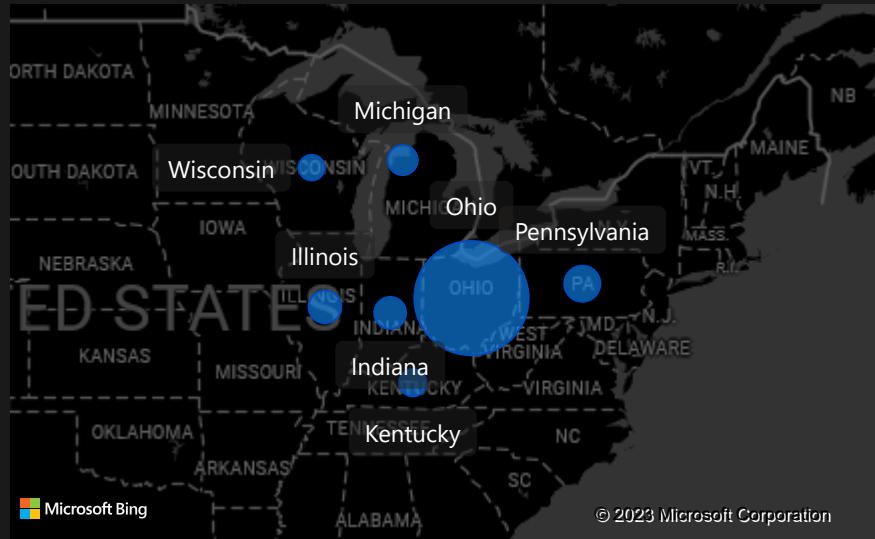 NB
ORTH DAKOTA
MINNESOTA
Michigan
MAINE
OUTH DAKOTA
Wisconsin
WISCONSIN
VT.
N.H.
MICHIG
Ohio
IOWA
Pennsylvania
N.Y.
MASS.
NEBRASKA
Illinois
R.I.
OHIO
PA
ED STATES
ILLINOIS
INDIANA
N.J.
MD
WEST
VIRGINIA
DELAWARE
KANSAS
MISSOURI
Indiana
KENTUCKY
VIRGINIA
OKLAHOMA
TENNESSEE
Kentucky
NC
ARKANSAS
SC
Microsoft Bing
© 2023 Microsoft Corporation
ALABAMA